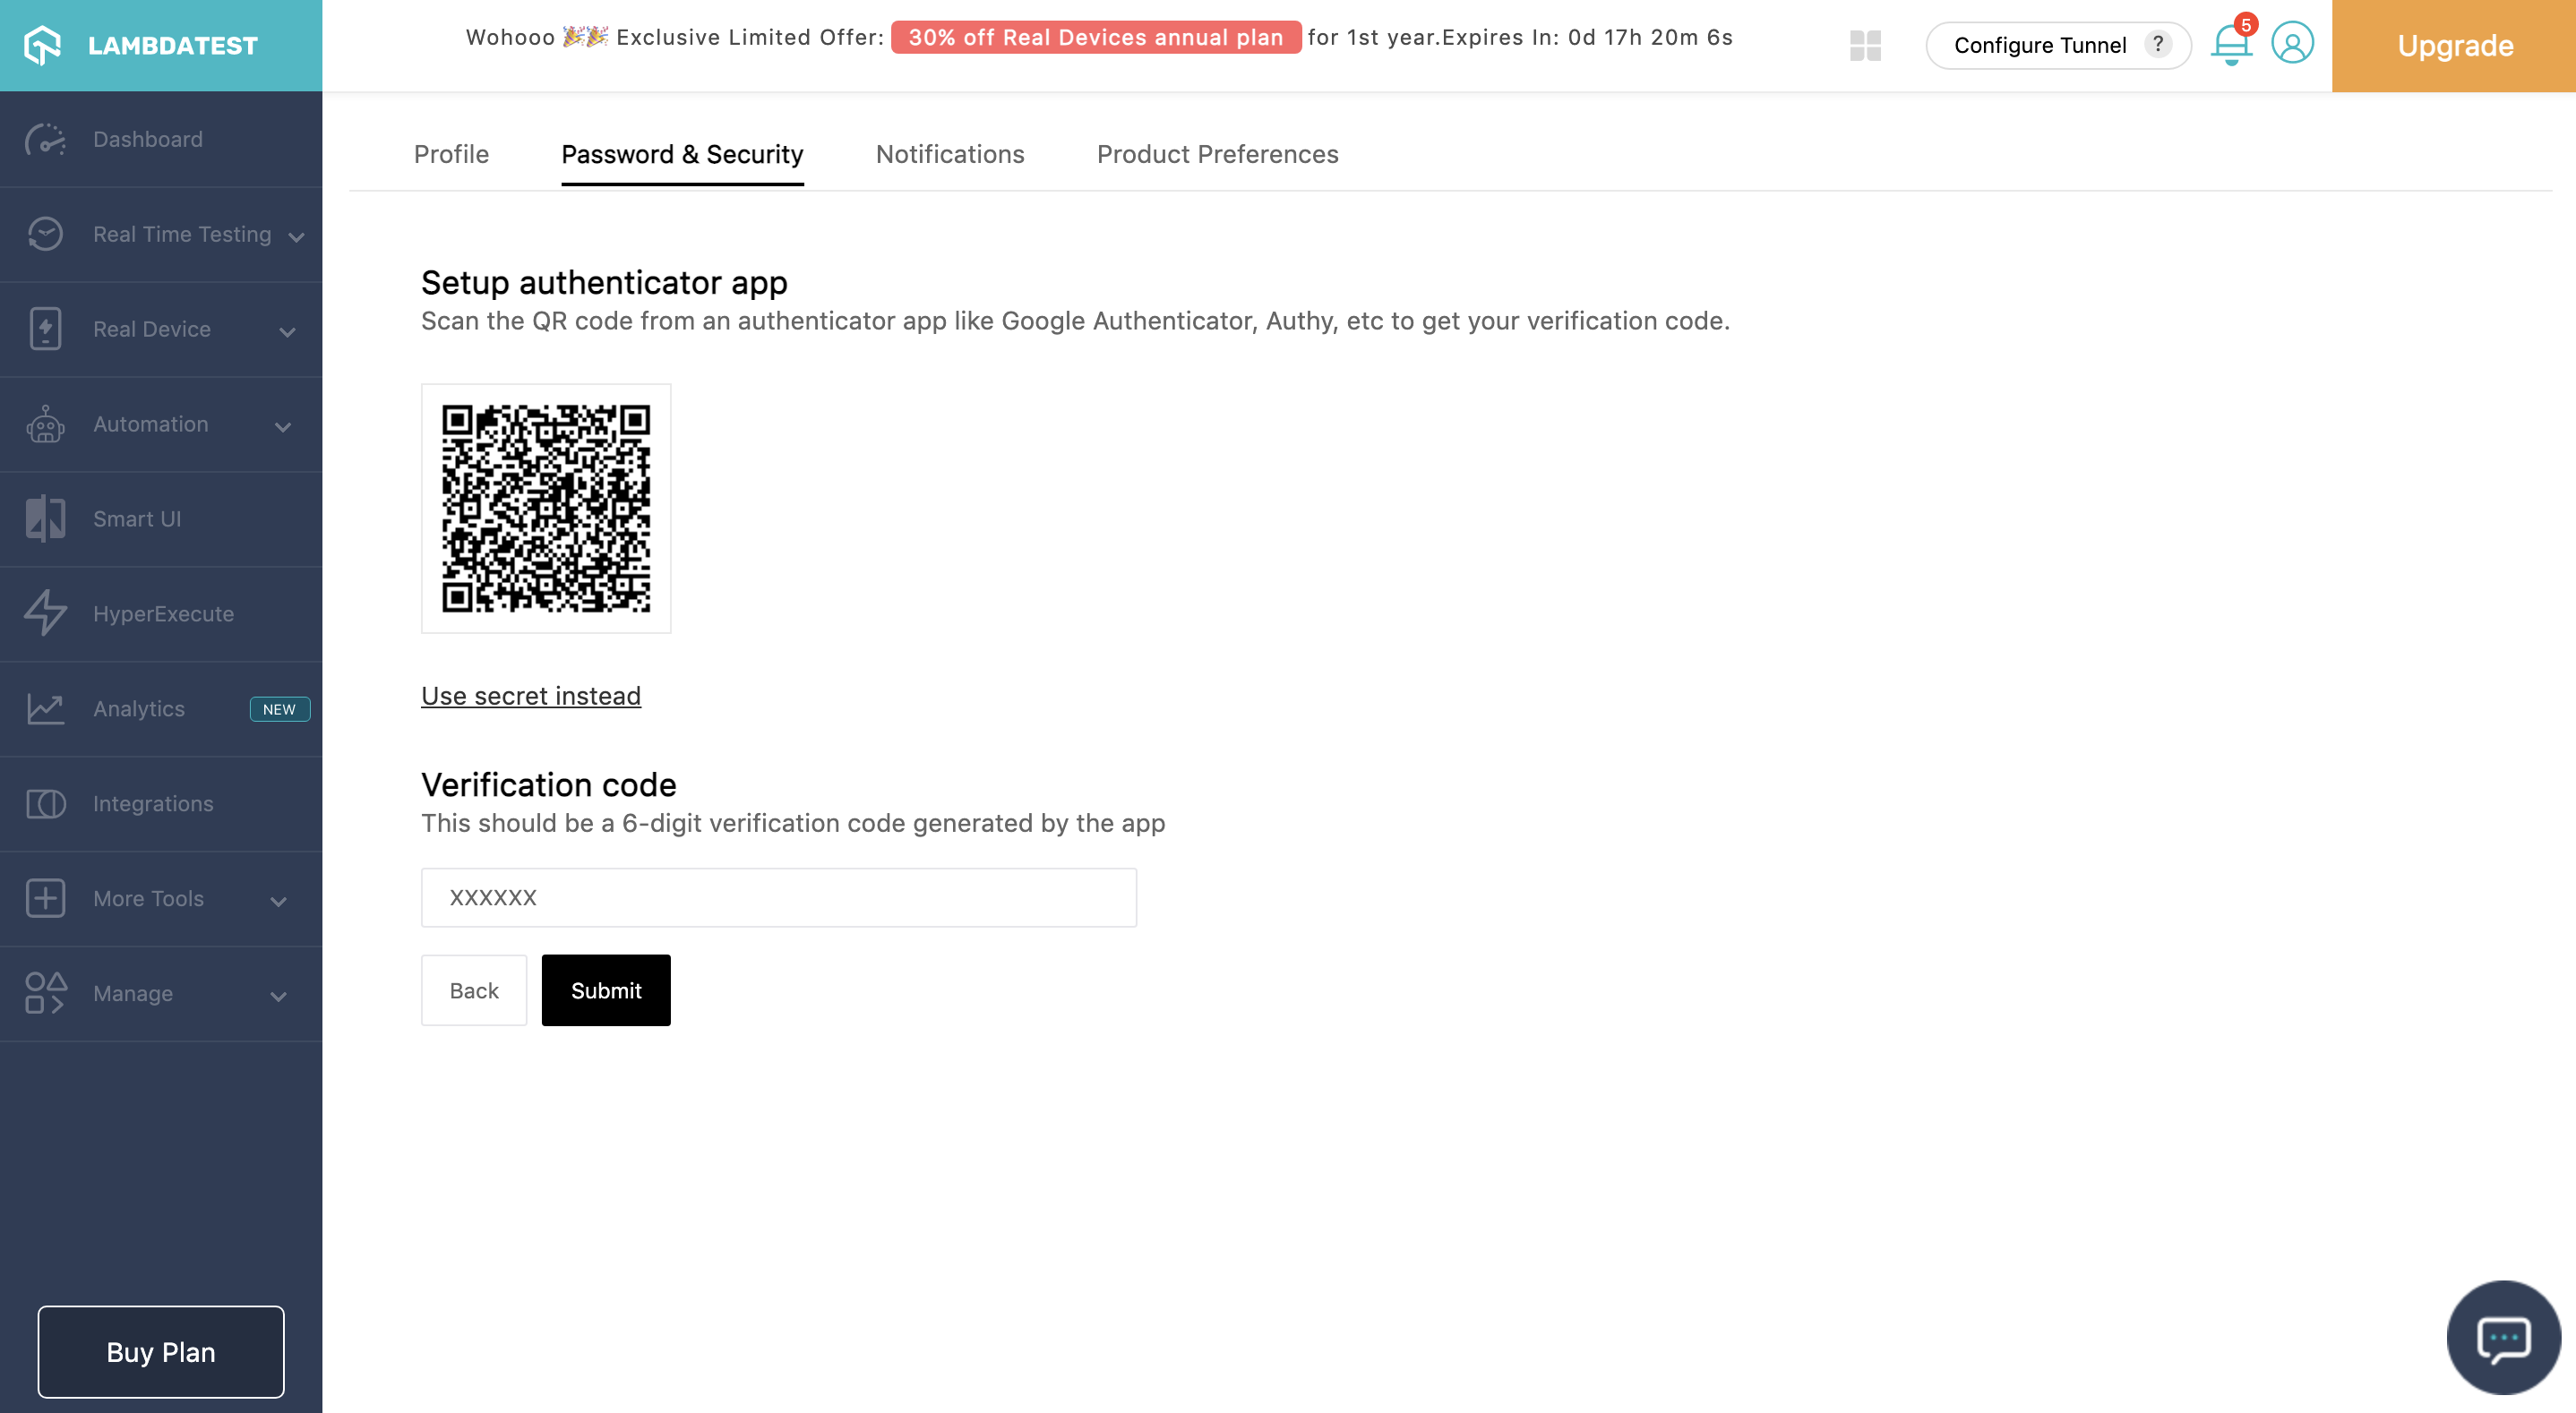 LAMBDATEST
Wohooo 🎉🎉 Exclusive Limited Offer: 30% off Real Devices annual plan for 1st year.Expires In: 0d 17h 20m 6s
Configure Tunnel ?
5
Upgrade
Dashboard
Real Time Testing
Real Device
Automation
Smart UI
HyperExecute
Analytics NEW
Integrations
More Tools
Manage
Buy Plan
Profile Password & Security Notifications Product Preferences
Setup authenticator app
Scan the QR code from an authenticator app like Google Authenticator, Authy, etc to get your verification code.
Use secret instead
Verification code
This should be a 6-digit verification code generated by the app
XXXXXX
Back Submit